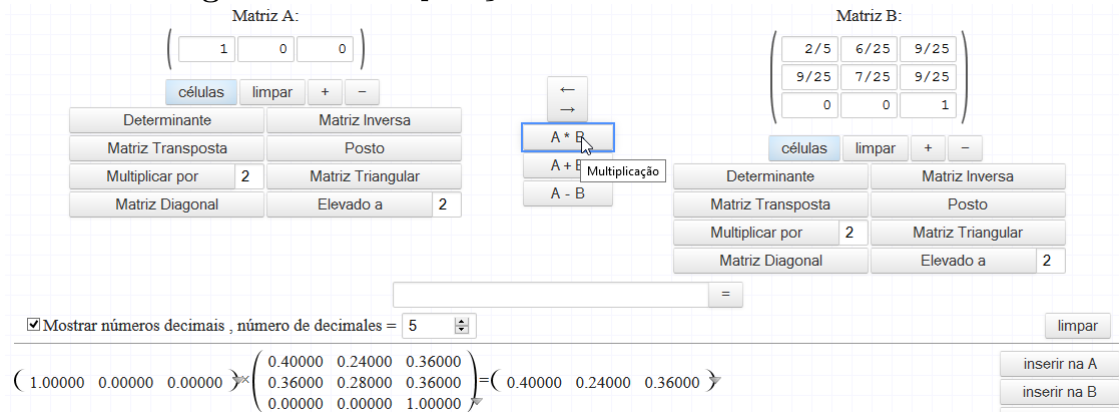 Matriz A:
1 0 0
células limpar + −
Determinante Matriz Inversa
Matriz Transposta Posto
Multiplicar por 2 Matriz Triangular
Matriz Diagonal Elevado a 2
←
→
A * B
A + B
A - B
Multiplicação
Matriz B:
2/5 6/25 9/25
9/25 7/25 9/25
0 0 1
células limpar + −
Determinante Matriz Inversa
Matriz Transposta Posto
Multiplicar por 2 Matriz Triangular
Matriz Diagonal Elevado a 2
=
Mostrar números decimais , número de decimales = 5
limpar
( 1.00000 0.00000 0.00000 ) × ( 0.40000 0.24000 0.36000
0.36000 0.28000 0.36000
0.00000 0.00000 1.00000 ) = ( 0.40000 0.24000 0.36000 )
inserir na A
inserir na B